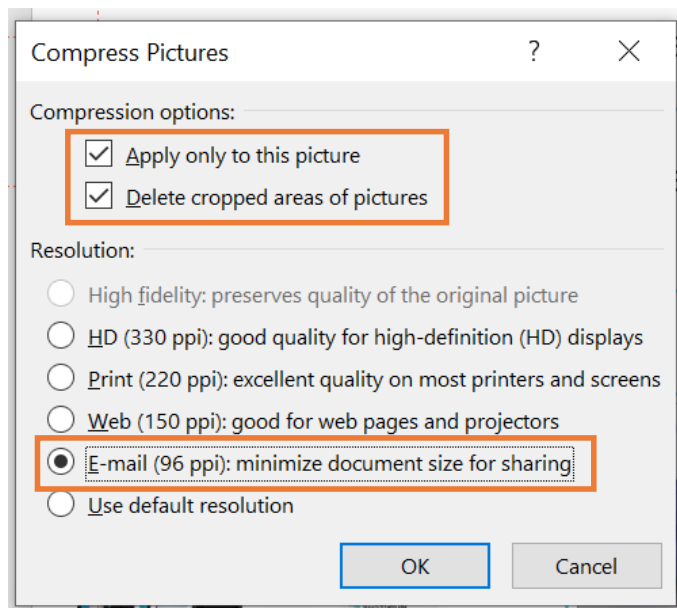 Compress Pictures ?
Compression options:
Apply only to this picture
Delete cropped areas of pictures
Resolution:
High fidelity: preserves quality of the original picture
HD (330 ppi): good quality for high-definition (HD) displays
Print (220 ppi): excellent quality on most printers and screens
Web (150 ppi): good for web pages and projectors
E-mail (96 ppi): minimize document size for sharing
Use default resolution
OK Cancel